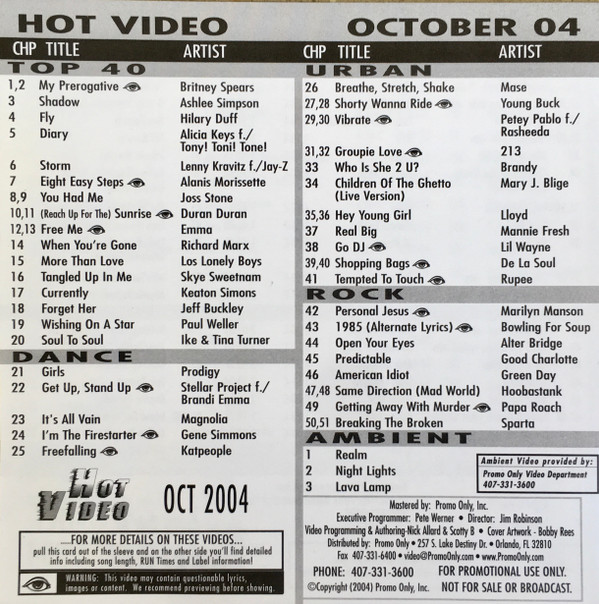 HOT VIDEO OCTOBER 04
CHP TITLE ARTIST
TOP 40
1,2 My Prerogative Britney Spears
3 Shadow Ashlee Simpson
4 Fly Hilary Duff
5 Diary Alicia Keys f./
Tony! Toni! Tone!
6 Storm Lenny Kravitz f./Jay-Z
7 Eight Easy Steps Alanis Morissette
8,9 You Had Me Joss Stone
10,11 (Reach Up For The) Sunrise Duran Duran
12,13 Free Me Emma
14 When You're Gone Richard Marx
15 More Than Love Los Lonely Boys
16 Tangled Up In Me Skye Sweetnam
17 Currently Keaton Simons
18 Forget Her Jeff Buckley
19 Wishing On A Star Paul Weller
20 Soul To Soul Ike & Tina Turner
DANCE
21 Girls Prodigy
22 Get Up, Stand Up Stellar Project f./
Brandi Emma
23 It's All Vain Magnolia
24 I'm The Firestarter Gene Simmons
25 Freefalling Katpeople
HOT
VIDEO
OCT 2004
....FOR MORE DETAILS ON THESE VIDEOS...
pull this card out of the sleeve and on the other side you'll find detailed
info including song length, RUN Times and Label information!
WARNING: This video may contain questionable lyrics,
images or content. We recommend previewing before showing.
CHP TITLE ARTIST
URBAN
26 Breathe, Stretch, Shake Mase
27,28 Shorty Wanna Ride Young Buck
29,30 Vibrate Petey Pablo f./
Rasheeda
31,32 Groupie Love 213
33 Who Is She 2 U? Brandy
34 Children Of The Ghetto Mary J. Blige
(Live Version)
35,36 Hey Young Girl Lloyd
37 Real Big Mannie Fresh
38 Go DJ Lil Wayne
39,40 Shopping Bags De La Soul
41 Tempted To Touch Rupee
ROCK
42 Personal Jesus Marilyn Manson
43 1985 (Alternate Lyrics) Bowling For Soup
44 Open Your Eyes Alter Bridge
45 Predictable Good Charlotte
46 American Idiot Green Day
47,48 Same Direction (Mad World) Hoobastank
49 Getting Away With Murder Papa Roach
50,51 Breaking The Broken Sparta
AMBIENT
1 Realm
2 Night Lights
3 Lava Lamp
Ambient Video provided by:
Promo Only Video Department
407-331-3600
Mastered by: Promo Only, Inc.
Executive Programmer: Pete Werner • Director: Jim Robinson
Video Programming & Authoring-Nick Allard & Scotty B • Cover Artwork - Bobby Rees
Distributed by: Promo Only • 257 S. Lake Destiny Dr. • Orlando, FL 32810
Fax 407-331-6400 • video@PromoOnly.com • www.PromoOnly.com
PHONE: 407-331-3600 FOR PROMOTIONAL USE ONLY.
©Copyright (2004) Promo Only, Inc. NOT FOR SALE OR BROADCAST.